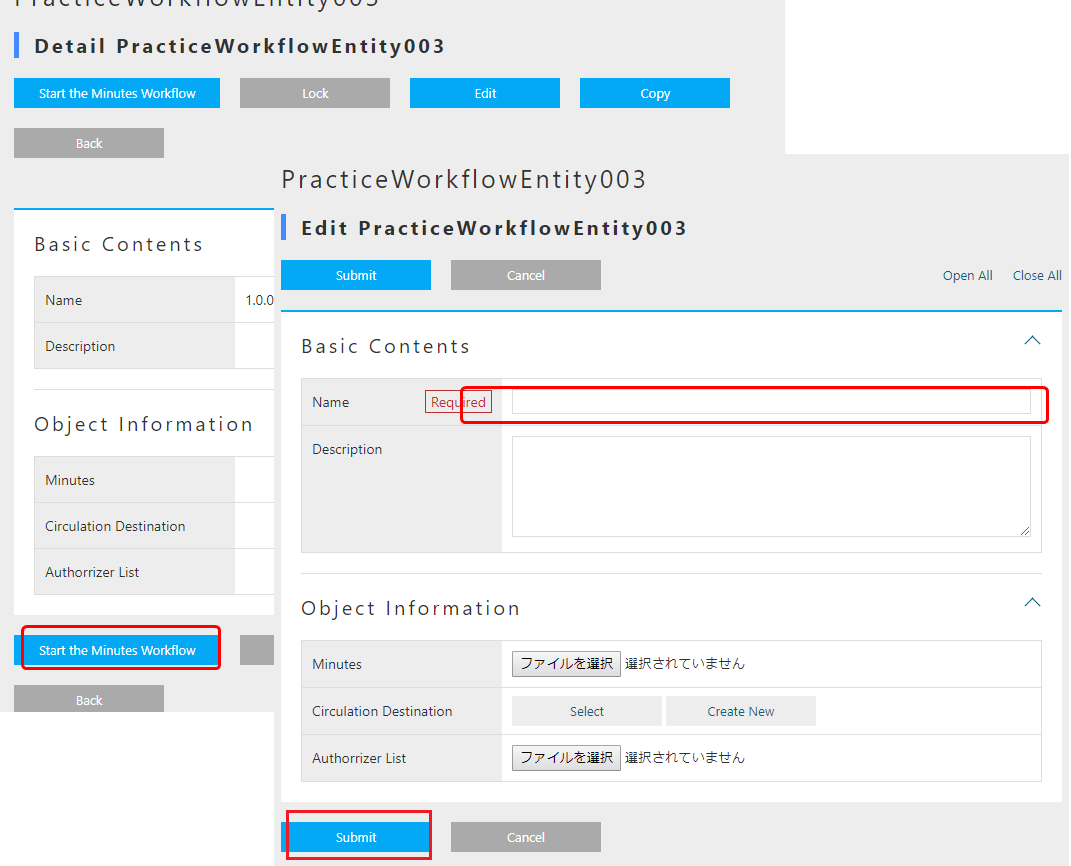 PracticeWorkflowEntity003
Detail PracticeWorkflowEntity003
Start the Minutes Workflow Lock Edit Copy
Back
Basic Contents
Name 1.0.0
Description
Object Information
Minutes
Circulation Destination
Authorrizer List
Start the Minutes Workflow
Back
PracticeWorkflowEntity003
Edit PracticeWorkflowEntity003
Submit Cancel Open All Close All
Basic Contents
Name Required
Description
Object Information
Minutes ファイルを選択 選択されていません
Circulation Destination Select Create New
Authorrizer List ファイルを選択 選択されていません
Submit Cancel